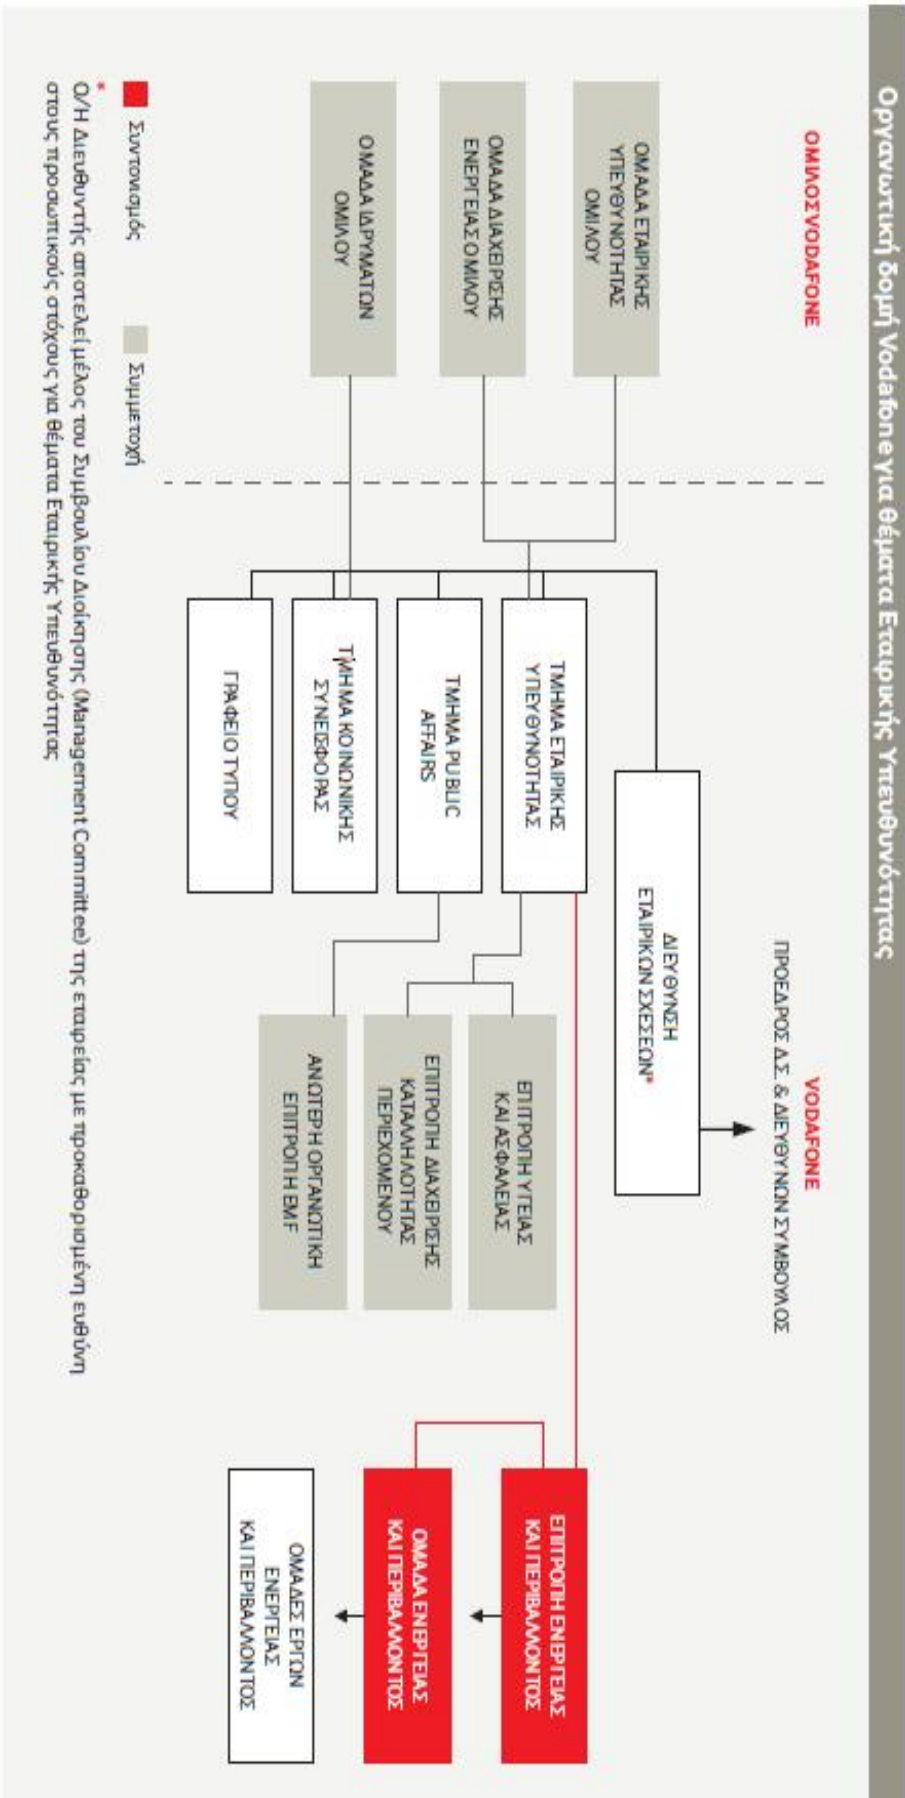 Οργανωτική δομή Vodafone για θέματα Εταιρικής Υπευθυνότητας
ΟΜΙΛΟΣ VODAFONE
VODAFONE
ΠΡΟΕΔΡΟΣ Δ.Σ. & ΔΙΕΥΘΥΝΩΝ ΣΥΜΒΟΥΛΟΣ
ΔΙΕΥΘΥΝΣΗ
ΕΤΑΙΡΙΚΩΝ ΣΧΕΣΕΩΝ*
ΟΜΑΔΑ ΕΤΑΙΡΙΚΗΣ
ΥΠΕΥΘΥΝΟΤΗΤΑΣ
ΟΜΙΛΟΥ
ΟΜΑΔΑ ΔΙΑΧΕΙΡΙΣΗΣ
ΕΝΕΡΓΕΙΑΣ ΟΜΙΛΟΥ
ΟΜΑΔΑ ΙΔΡΥΜΑΤΩΝ
ΟΜΙΛΟΥ
ΤΜΗΜΑ ΕΤΑΙΡΙΚΗΣ
ΥΠΕΥΘΥΝΟΤΗΤΑΣ
ΤΜΗΜΑ PUBLIC
AFFAIRS
ΤΜΗΜΑ ΚΟΙΝΩΝΙΚΗΣ
ΣΥΝΕΙΣΦΟΡΑΣ
ΓΡΑΦΕΙΟ ΤΥΠΟΥ
ΕΠΙΤΡΟΠΗ ΥΓΕΙΑΣ
ΚΑΙ ΑΣΦΑΛΕΙΑΣ
ΕΠΙΤΡΟΠΗ ΔΙΑΧΕΙΡΙΣΗΣ
ΚΑΤΑΛΛΗΛΟΤΗΤΑΣ
ΠΕΡΙΕΧΟΜΕΝΟΥ
ΑΝΩΤΕΡΗ ΟΡΓΑΝΩΤΙΚΗ
ΕΠΙΤΡΟΠΗ EMF
ΕΠΙΤΡΟΠΗ ΕΝΕΡΓΕΙΑΣ
ΚΑΙ ΠΕΡΙΒΑΛΛΟΝΤΟΣ
ΟΜΑΔΑ ΕΝΕΡΓΕΙΑΣ
ΚΑΙ ΠΕΡΙΒΑΛΛΟΝΤΟΣ
ΟΜΑΔΕΣ ΕΡΓΩΝ
ΕΝΕΡΓΕΙΑΣ
ΚΑΙ ΠΕΡΙΒΑΛΛΟΝΤΟΣ
Συντονισμός
Συμμετοχή
*
Ο/Η Διευθυντής αποτελεί μέλος του Συμβουλίου Διοίκησης (Management Committee) της εταιρείας με προκαθορισμένη ευθύνη
στους προσωπικούς στόχους για θέματα Εταιρικής Υπευθυνότητας